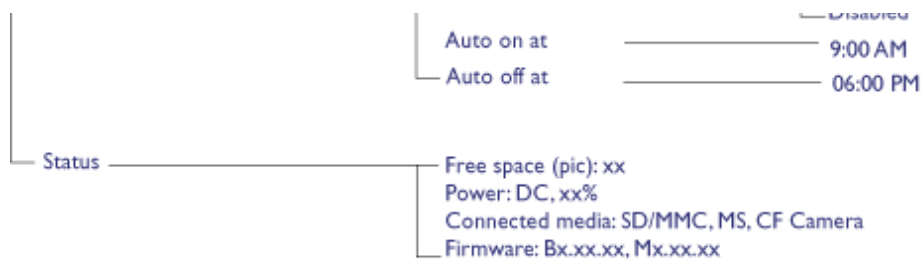 Disabled
Auto on at 9:00 AM
Auto off at 06:00 PM
Status Free space (pic): xx
Power: DC, xx%
Connected media: SD/MMC, MS, CF Camera
Firmware: Bx.xx.xx, Mx.xx.xx